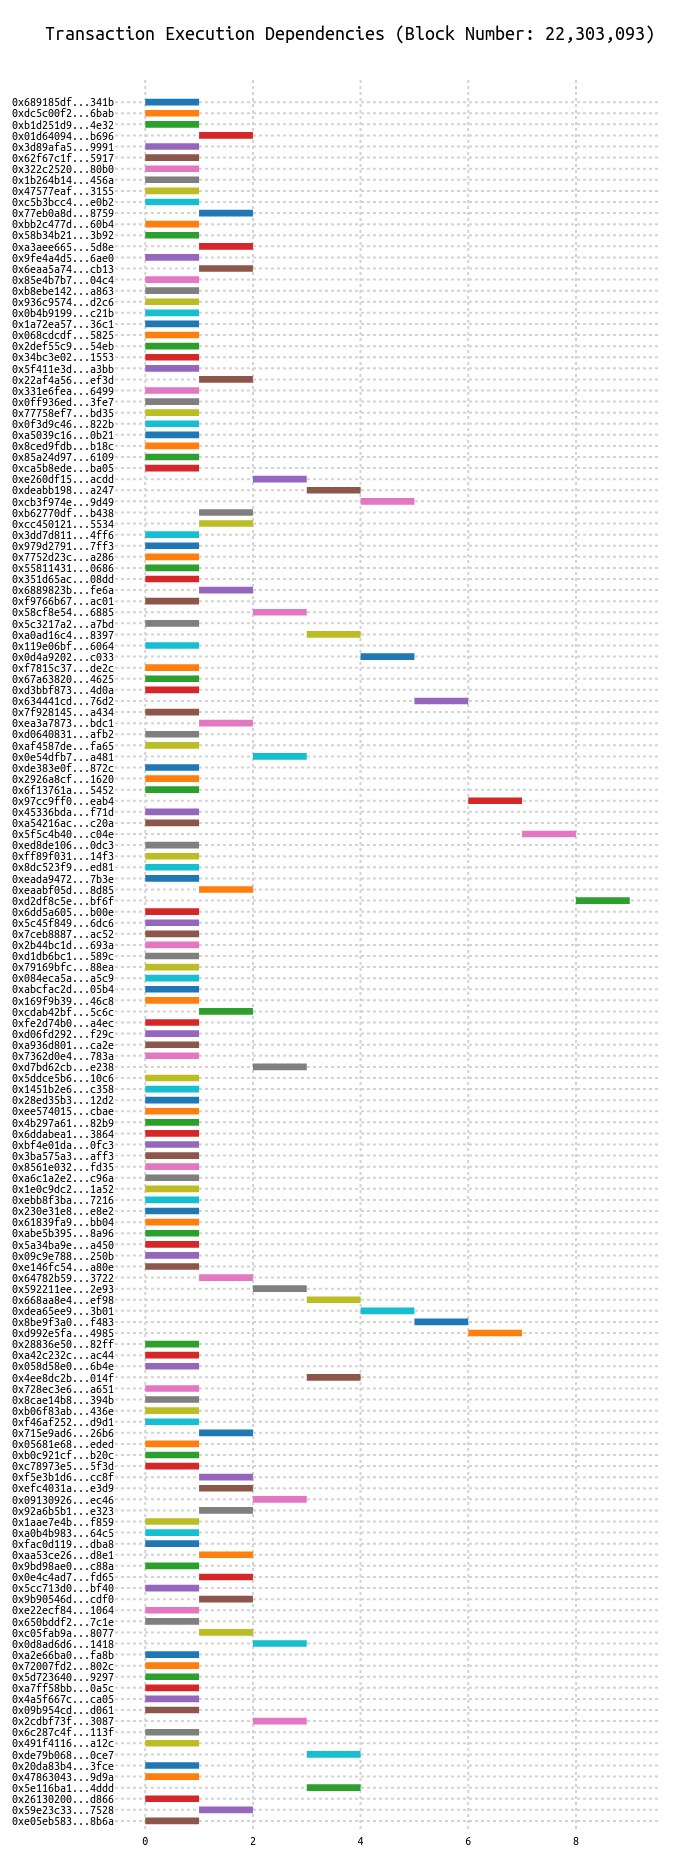 Transaction Execution Dependencies (Block Number: 22,303,093)
0x689185df...341b
0xdc5c00f2...6bab
0xb1d251d9...4e32
0x01d64094...b696
0x3d89afa5...9991
0x62f67c1f...5917
0x322c2520...80b0
0x1b264b14...456a
0x47577eaf...3155
0xc5b3bcc4...e0b2
0x77eb0a8d...8759
0xbb2c477d...60b4
0x58b34b21...3b92
0xa3aee665...5d8e
0x9fe4a4d5...6ae0
0x6eaa5a74...cb13
0x85e4b7b7...04c4
0xb8ebe142...a863
0x936c9574...d2c6
0x0b4b9199...c21b
0x1a72ea57...36c1
0x068cdcdf...5825
0x2def55c9...54eb
0x34bc3e02...1553
0x5f411e3d...a3bb
0x22af4a56...ef3d
0x331e6fea...6499
0x0ff936ed...3fe7
0x77758ef7...bd35
0x0f3d9c46...822b
0xa5039c16...0b21
0x8ced9fdb...b18c
0x85a24d97...6109
0xca5b8ede...ba05
0xe260df15...acdd
0xdeabb198...a247
0xcb3f974e...9d49
0xb62770df...b438
0xcc450121...5534
0x3dd7d811...4ff6
0x979d2791...7ff3
0x7752d23c...a286
0x55811431...0686
0x351d65ac...08dd
0x6889823b...fe6a
0xf9766b67...ac01
0x58cf8e54...6885
0x5c3217a2...a7bd
0xa0ad16c4...8397
0x119e06bf...6064
0x0d4a9202...c033
0xf7815c37...de2c
0x67a63820...4625
0xd3bbf873...4d0a
0x634441cd...76d2
0x7f928145...a434
0xea3a7873...bdc1
0xd0640831...afb2
0xaf4587de...fa65
0x0e54dfb7...a481
0xde383e0f...872c
0x2926a8cf...1620
0x6f13761a...5452
0x97cc9ff0...eab4
0x45336bda...f71d
0xa54216ac...c20a
0x5f5c4b40...c04e
0xed8de106...0dc3
0xff89f031...14f3
0x8dc523f9...ed81
0xeada9472...7b3e
0xeaabf05d...8d85
0xd2df8c5e...bf6f
0x6dd5a605...b00e
0x5c45f849...6dc6
0x7ceb8887...ac52
0x2b44bc1d...693a
0xd1db6bc1...589c
0x79169bfc...88ea
0x084eca5a...a5c9
0xabcfac2d...05b4
0x169f9b39...46c8
0xcdab42bf...5c6c
0xfe2d74b0...a4ec
0xd06fd292...f29c
0xa936d801...ca2e
0x7362d0e4...783a
0xd7bd62cb...e238
0x5ddce5b6...10c6
0x1451b2e6...c358
0x28ed35b3...12d2
0xee574015...cbae
0x4b297a61...82b9
0x6ddabea1...3864
0xbf4e01da...0fc3
0x3ba575a3...aff3
0x8561e032...fd35
0xa6c1a2e2...c96a
0x1e0c9dc2...1a52
0xebb8f3ba...7216
0x230e31e8...e8e2
0x61839fa9...bb04
0xabe5b395...8a96
0x5a34ba9e...a450
0x09c9e788...250b
0xe146fc54...a80e
0x64782b59...3722
0x592211ee...2e93
0x668aa8e4...ef98
0xdea65ee9...3b01
0x8be9f3a0...f483
0xd992e5fa...4985
0x28836e50...82ff
0xa42c232c...ac44
0x058d58e0...6b4e
0x4ee8dc2b...014f
0x728ec3e6...a651
0x8cae14b8...394b
0xb06f83ab...436e
0xf46af252...d9d1
0x715e9ad6...26b6
0x05681e68...eded
0xb0c921cf...b20c
0xc78973e5...5f3d
0xf5e3b1d6...cc8f
0xefc4031a...e3d9
0x09130926...ec46
0x92a6b5b1...e323
0x1aae7e4b...f859
0xa0b4b983...64c5
0xfac0d119...dba8
0xaa53ce26...d8e1
0x9bd98ae0...c88a
0x0e4c4ad7...fd65
0x5cc713d0...bf40
0x9b90546d...cdf0
0xe22ecf84...1064
0x650bddf2...7c1e
0xc05fab9a...8077
0x0d8ad6d6...1418
0xa2e66ba0...fa8b
0x72007fd2...802c
0x5d723640...9297
0xa7ff58bb...0a5c
0x4a5f667c...ca05
0x09b954cd...d061
0x2cdbf73f...3087
0x6c287c4f...113f
0x491f4116...a12c
0xde79b068...0ce7
0x20da83b4...3fce
0x47863043...9d9a
0x5e116ba1...4ddd
0x26130200...d866
0x59e23c33...7528
0xe05eb583...8b6a
0 2 4 6 8